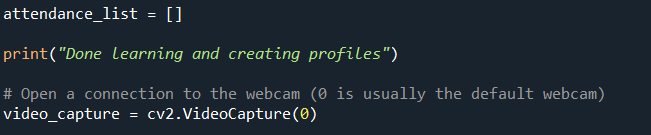 attendance_list = []
print("Done learning and creating profiles")
# Open a connection to the webcam (0 is usually the default webcam)
video_capture = cv2.VideoCapture(0)